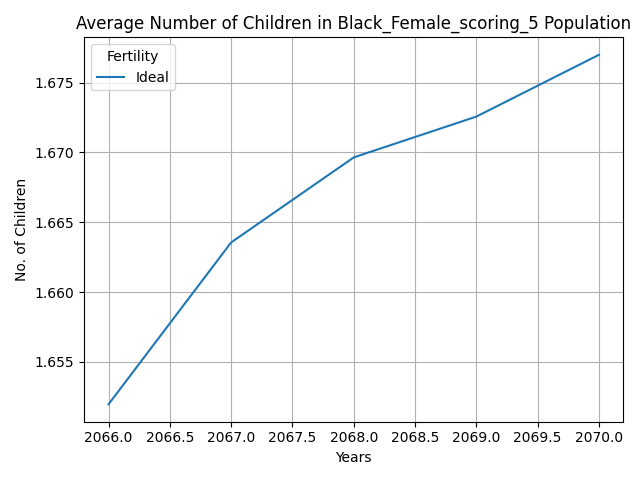 Average Number of Children in Black_Female_scoring_5 Population
Fertility
Ideal
No. of Children
1.675
1.670
1.665
1.660
1.655
2066.0 2066.5 2067.0 2067.5 2068.0 2068.5 2069.0 2069.5 2070.0
Years